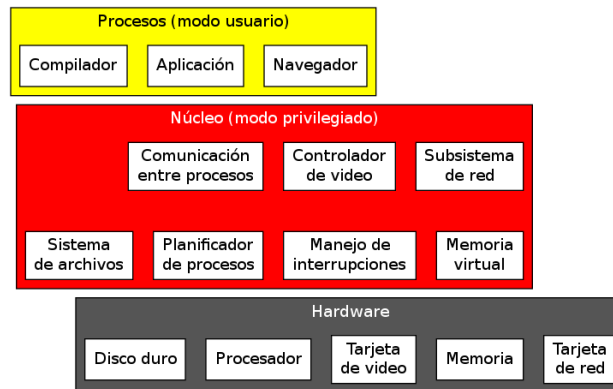 Procesos (modo usuario)
Compilador
Aplicación
Navegador
Núcleo (modo privilegiado)
Comunicación
entre procesos
Controlador
de video
Subsistema
de red
Sistema
de archivos
Planificador
de procesos
Manejo de
interrupciones
Memoria
virtual
Hardware
Disco duro
Procesador
Tarjeta
de video
Memoria
Tarjeta
de red